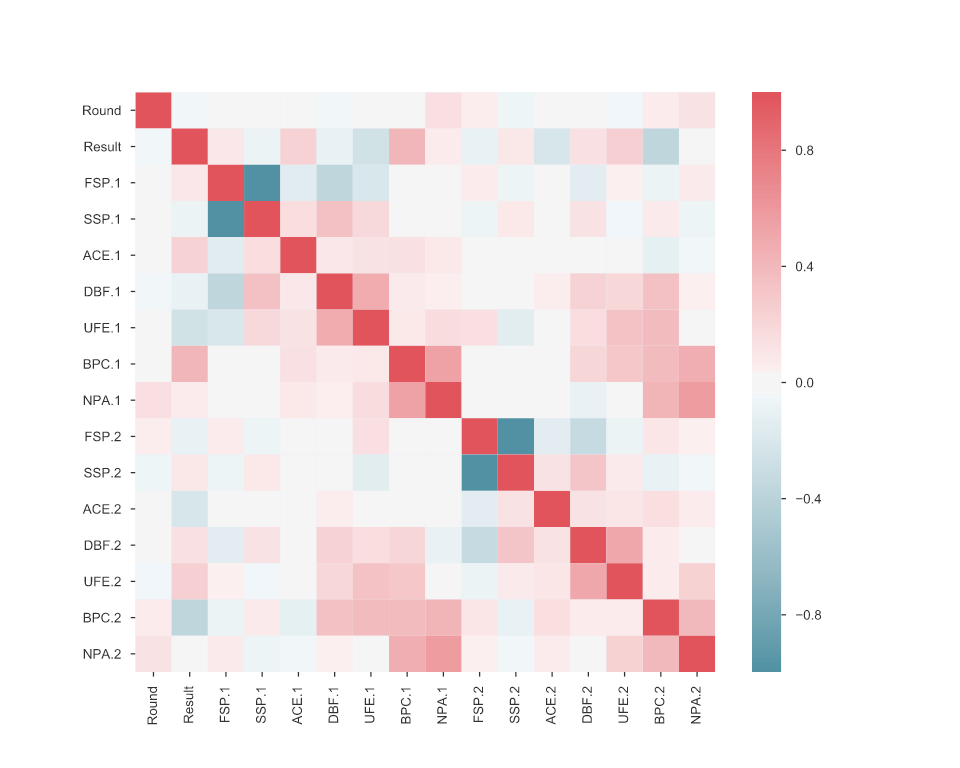 Round
Result
FSP.1
SSP.1
ACE.1
DBF.1
UFE.1
BPC.1
NPA.1
FSP.2
SSP.2
ACE.2
DBF.2
UFE.2
BPC.2
NPA.2
Round Result FSP.1 SSP.1 ACE.1 DBF.1 UFE.1 BPC.1 NPA.1 FSP.2 SSP.2 ACE.2 DBF.2 UFE.2 BPC.2 NPA.2
0.8
0.4
0.0
−0.4
−0.8